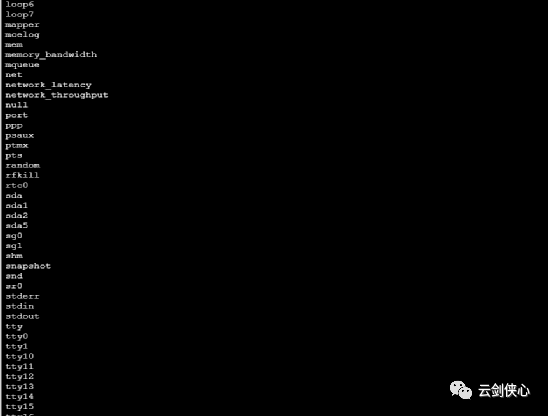 loop6
loop7
mapper
mcelog
mem
memory_bandwidth
mqueue
net
network_latency
network_throughput
null
port
ppp
psaux
ptmx
pts
random
rfkill
rtc0
sda
sda1
sda2
sda5
sg0
sg1
shm
snapshot
snd
sr0
stderr
stdin
stdout
tty
tty0
tty1
tty10
tty11
tty12
tty13
tty14
tty15
云剑侠心